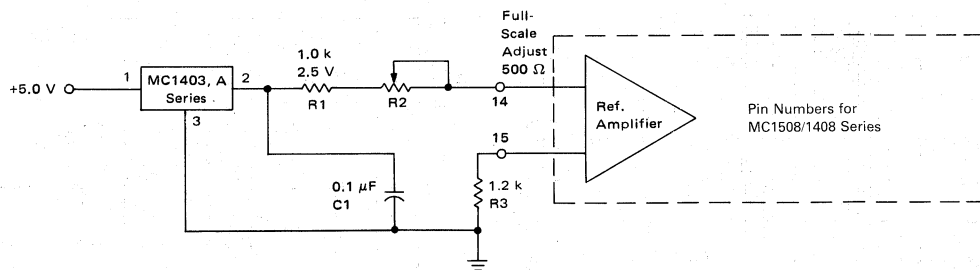 Full-
Scale
Adjust
500 Ω
1.0 k
2.5 V
+5.0 V
1
MC1403, A
Series
2
R1
R2
14
3
Ref.
Amplifier
Pin Numbers for
MC1508/1408 Series
15
0.1 µF
C1
1.2 k
R3